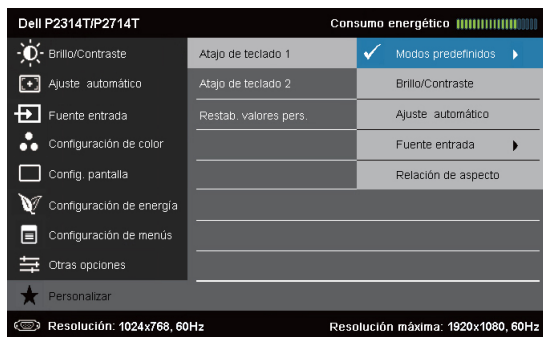 Dell P2314T/P2714T
Consumo energético
Brillo/Contraste
Atajo de teclado 1
Modos predefinidos
Ajuste automático
Atajo de teclado 2
Brillo/Contraste
Fuente entrada
Restab. valores pers.
Ajuste automático
Configuración de color
Fuente entrada
Config. pantalla
Relación de aspecto
Configuración de energía
Configuración de menús
Otras opciones
Personalizar
Resolución: 1024x768, 60Hz
Resolución máxima: 1920x1080, 60Hz